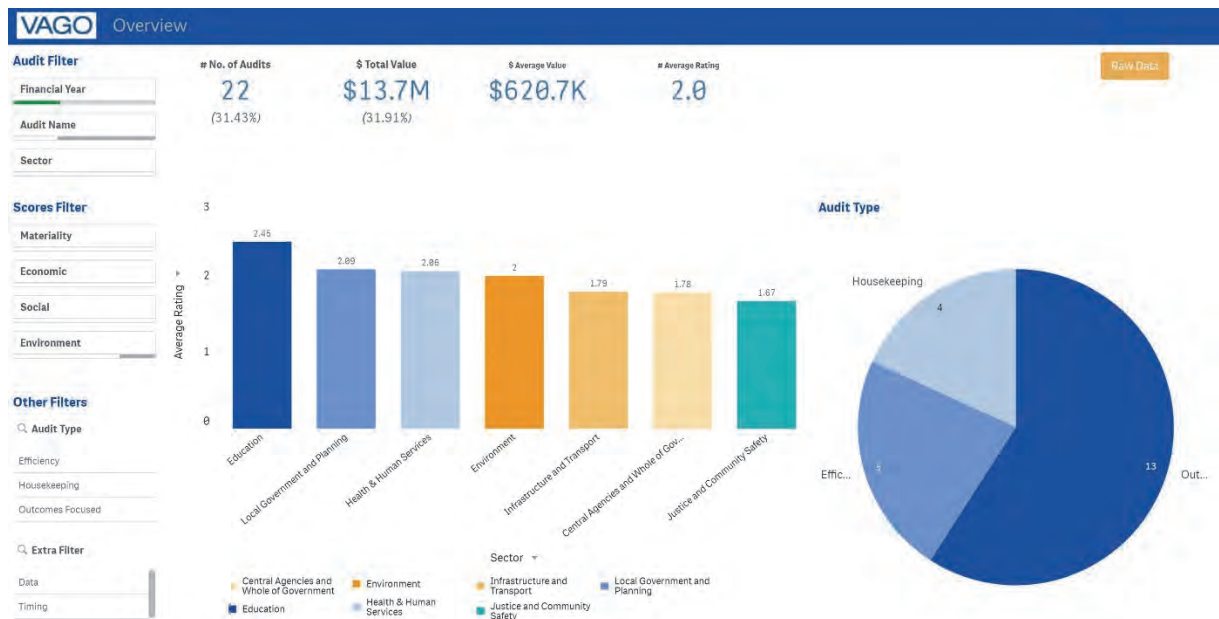 VAGO Overview
Audit Filter
Financial Year
Audit Name
Sector
Scores Filter
Materiality
Economic
Social
Environment
Other Filters
Audit Type
Efficiency
Housekeeping
Outcomes Focused
Extra Filter
Data
Timing
# No. of Audits
22
(31.43%)
$ Total Value
$13.7M
(31.91%)
$ Average Value
$620.7K
# Average Rating
2.0
Raw Data
Average Rating
3
2
1
0
2.45
2.09
2.06
2
1.79
1.78
1.67
Education
Local Government and Planning
Health & Human Services
Environment
Infrastructure and Transport
Central Agencies and Whole of Gov...
Justice and Community Safety
Sector
Central Agencies and
Whole of Government
Environment
Infrastructure and
Transport
Local Government and
Planning
Education
Health & Human
Services
Justice and Community
Safety
Audit Type
Housekeeping
4
Effic...
13
Out...